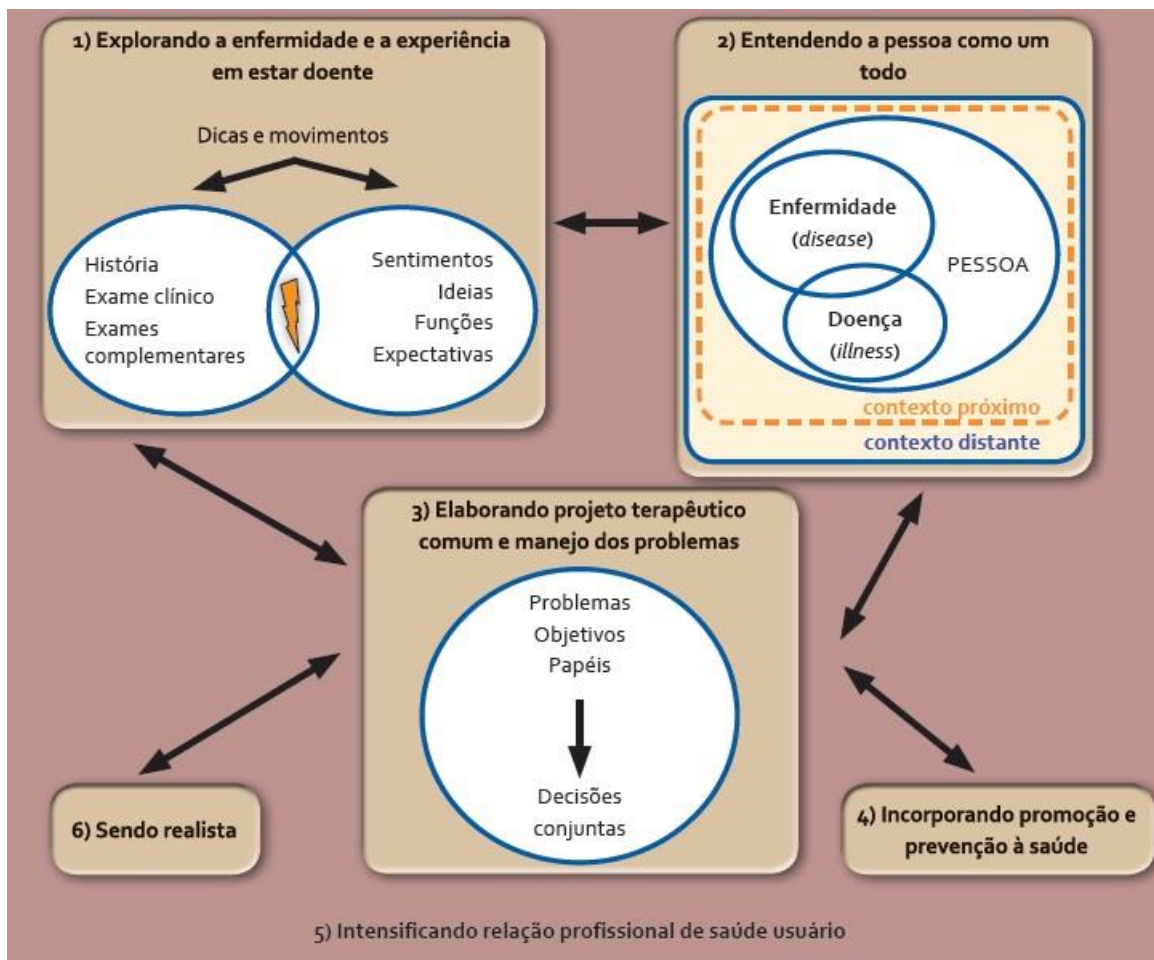 1) Explorando a enfermidade e a experiência
em estar doente
Dicas e movimentos
História
Exame clínico
Exames
complementares
Sentimentos
Ideias
Funções
Expectativas
2) Entendendo a pessoa como um
todo
Enfermidade
(disease)
PESSOA
Doença
(illness)
contexto próximo
contexto distante
3) Elaborando projeto terapêutico
comum e manejo dos problemas
Problemas
Objetivos
Papéis
Decisões
conjuntas
6) Sendo realista
4) Incorporando promoção e
prevenção à saúde
5) Intensificando relação profissional de saúde usuário